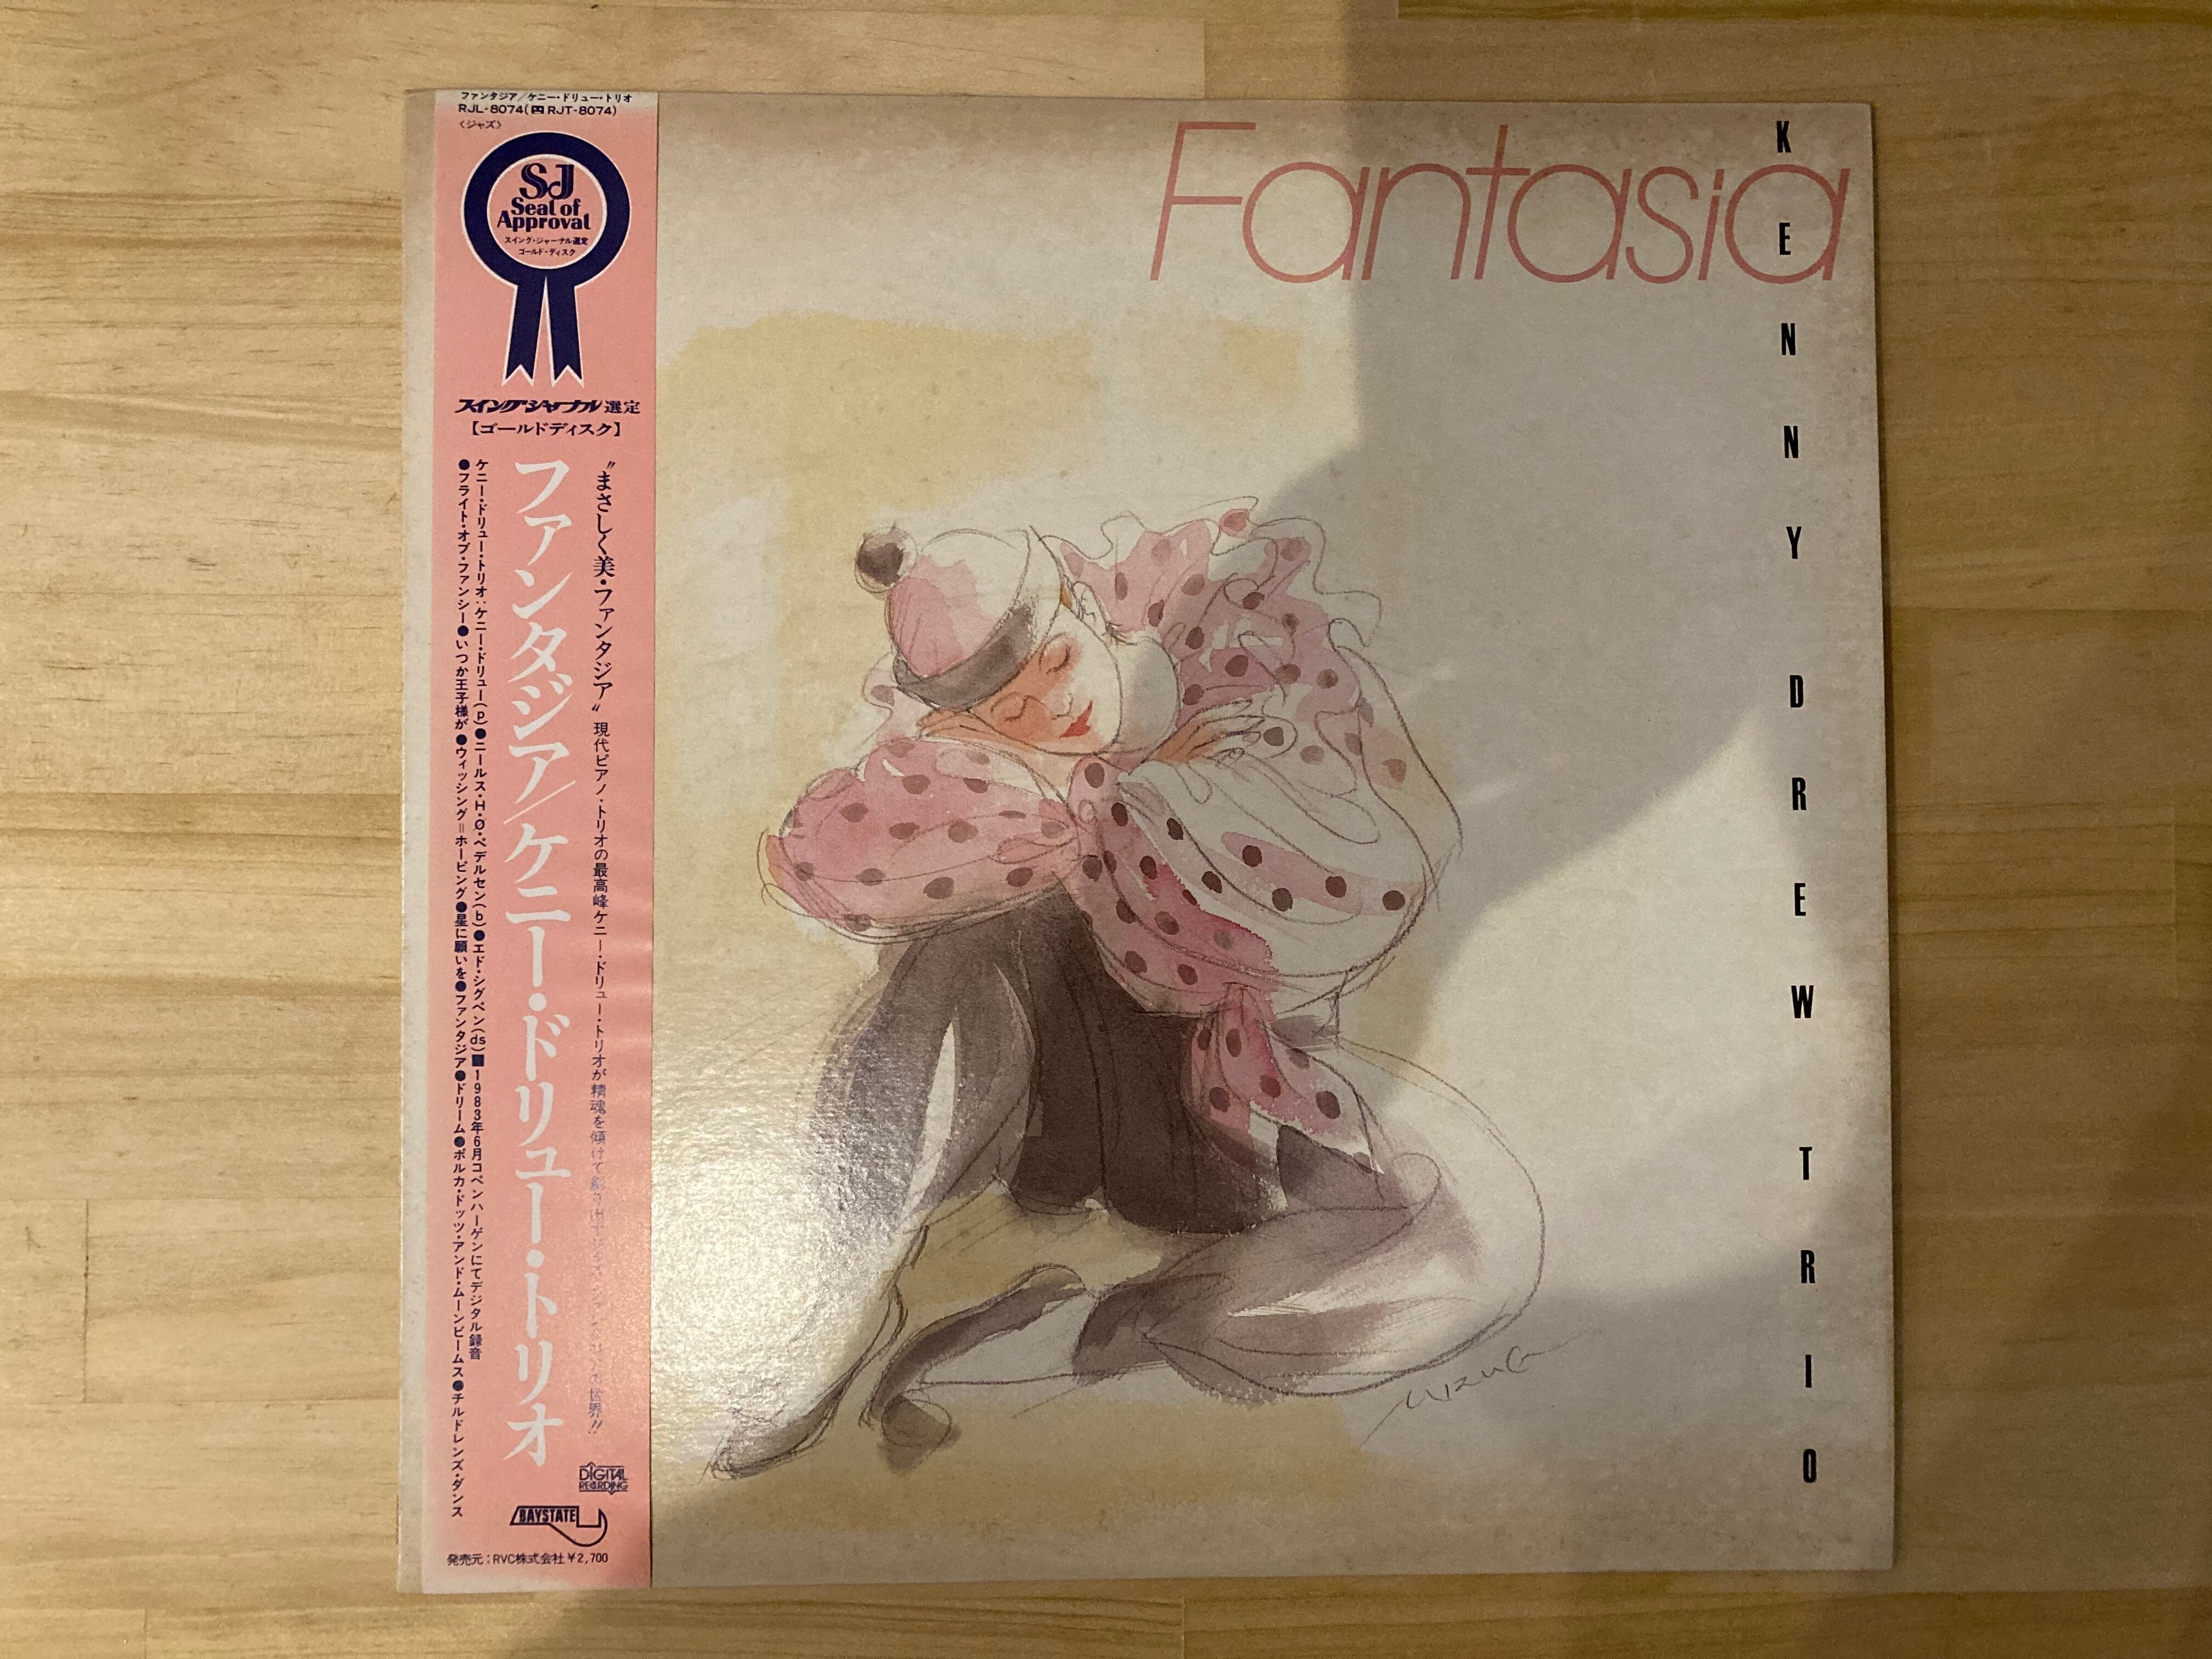 ファンタジア/ケニー・ドリュー・トリオ
RJL-8074(囸RJT-8074)
〈ジャズ〉
SJ
Seal of
Approval
スイング・ジャーナル選定
ゴールド・ディスク
スイングジャーナル選定
【ゴールドディスク】
"まさしく美・ファンタジア" 現代ピアノ・トリオの最高峰ケニー・ドリュー・トリオが精魂を傾けて 世界!!
ファンタジア/ケニー・ドリュー・トリオ
ケニー・ドリュー・トリオ:ケニー・ドリュー(p)●ニールス・H・Ø・ペデルセン(b)●エド・シグペン(ds)■1983年6月コペンハーゲンにてデジタル録音
●フライト・オブ・ファンシー●いつか王子様が●ウィッシング=ホーピング●星に願いを●ファンタジア●ドリーム●ポルカ・ドッツ・アンド・ムーンビームス●チルドレンズ・ダンス
DIGITAL
RECORDING
BAYSTATE
発売元:RVC株式会社 ¥2,700
Fantasia
KENNY DREW TRIO